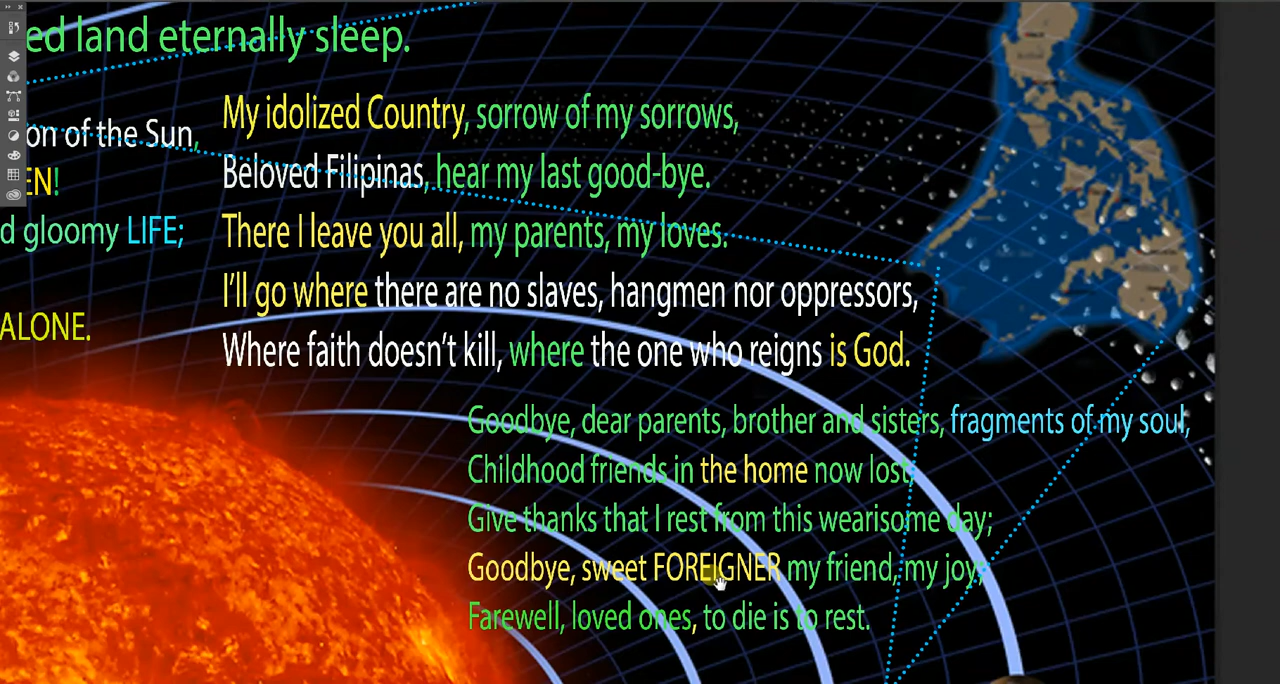 ed land eternally sleep.
on of the Sun,
EN!
d gloomy LIFE;
ALONE.
My idolized Country, sorrow of my sorrows,
Beloved Filipinas, hear my last good-bye.
There I leave you all, my parents, my loves.
I'll go where there are no slaves, hangmen nor oppressors,
Where faith doesn't kill, where the one who reigns is God.
Goodbye, dear parents, brother and sisters, fragments of my soul,
Childhood friends in the home now lost,
Give thanks that I rest from this wearisome day;
Goodbye, sweet FOREIGNER my friend, my joy;
Farewell, loved ones, to die is to rest.